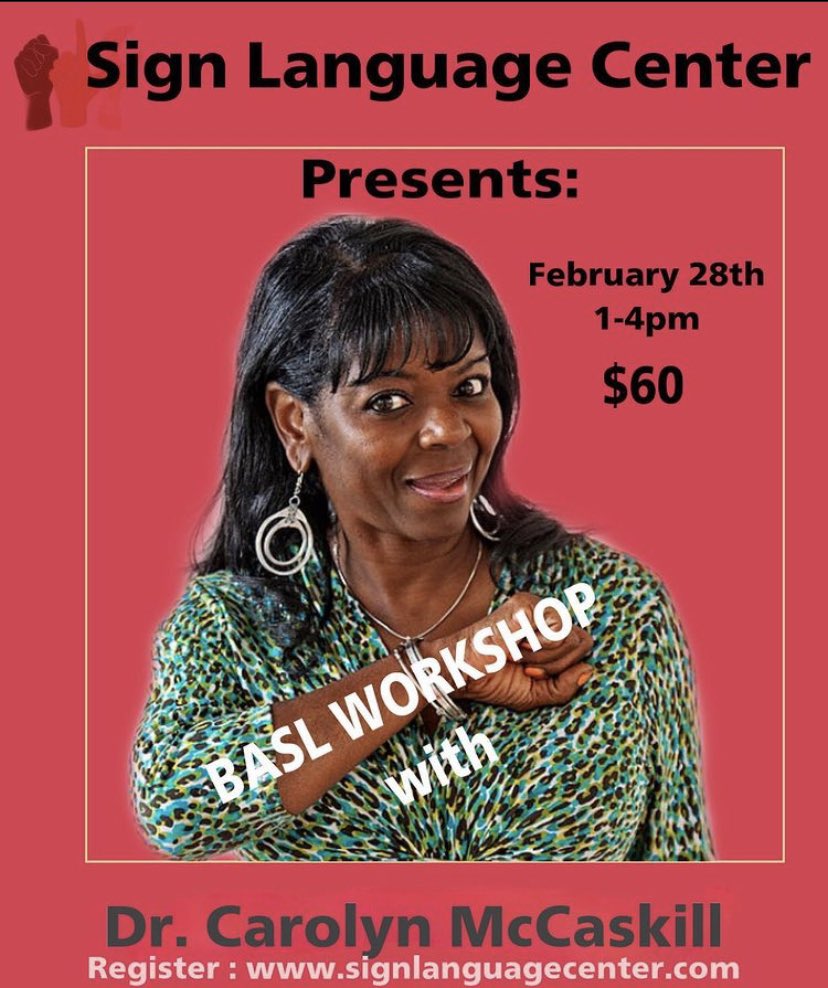 Sign Language Center
Presents:
February 28th
1-4pm
$60
BASL WORKSHOP
with
Dr. Carolyn McCaskill
Register : www.signlanguagecenter.com